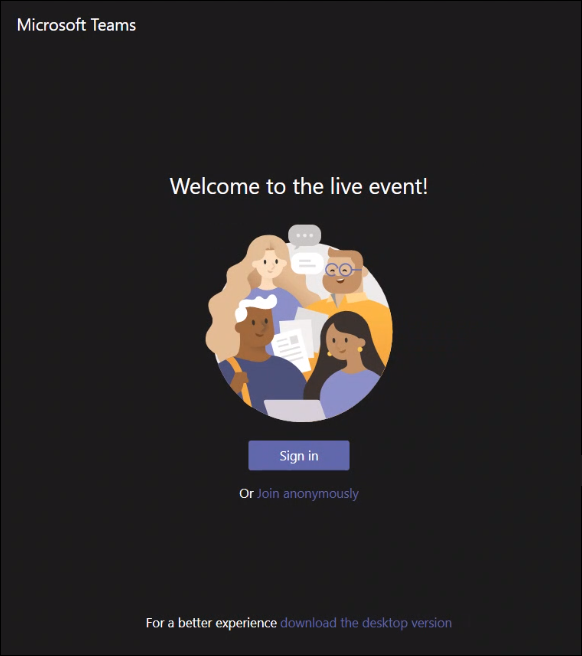 Microsoft Teams
Welcome to the live event!
Sign in
Or Join anonymously
For a better experience download the desktop version